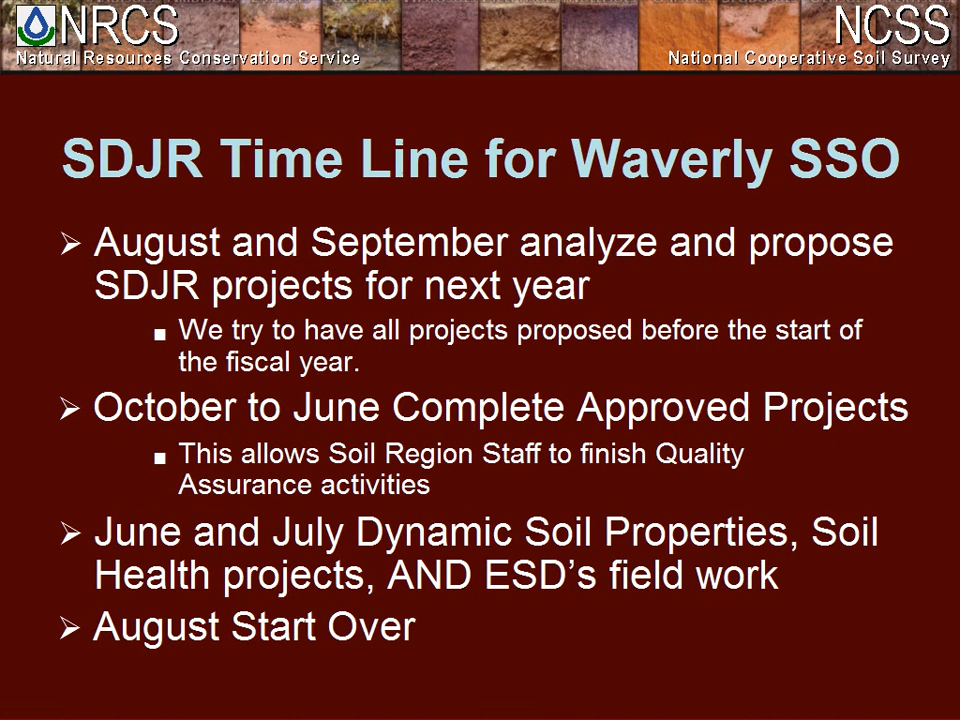 NRCS
Natural Resources Conservation Service
NCSS
National Cooperative Soil Survey
SDJR Time Line for Waverly SSO
August and September analyze and propose
SDJR projects for next year
We try to have all projects proposed before the start of
the fiscal year.
October to June Complete Approved Projects
This allows Soil Region Staff to finish Quality
Assurance activities
June and July Dynamic Soil Properties, Soil
Health projects, AND ESD’s field work
August Start Over